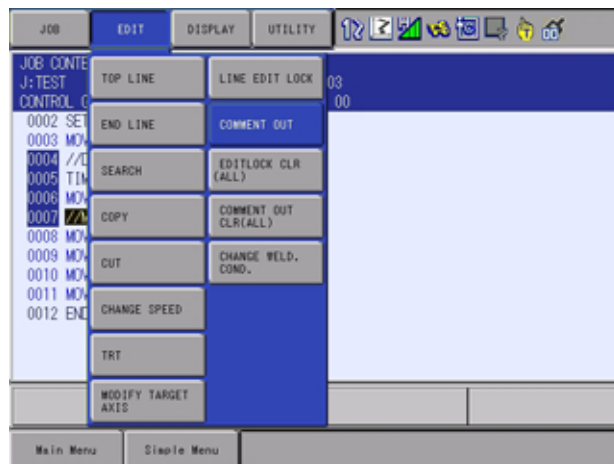 JOB EDIT DISPLAY UTILITY
JOB CONTE
J:TEST 03
CONTROL G 00
0002 SET
0003 MOV
0004 //D
0005 TIM
0006 MOV
0007 //M
0008 MOV
0009 MOV
0010 MOV
0011 MOV
0012 END
TOP LINE
END LINE
SEARCH
COPY
CUT
CHANGE SPEED
TRT
MODIFY TARGET
AXIS
LINE EDIT LOCK
COMMENT OUT
EDITLOCK CLR
(ALL)
COMMENT OUT
CLR(ALL)
CHANGE WELD.
COND.
Main Menu Simple Menu